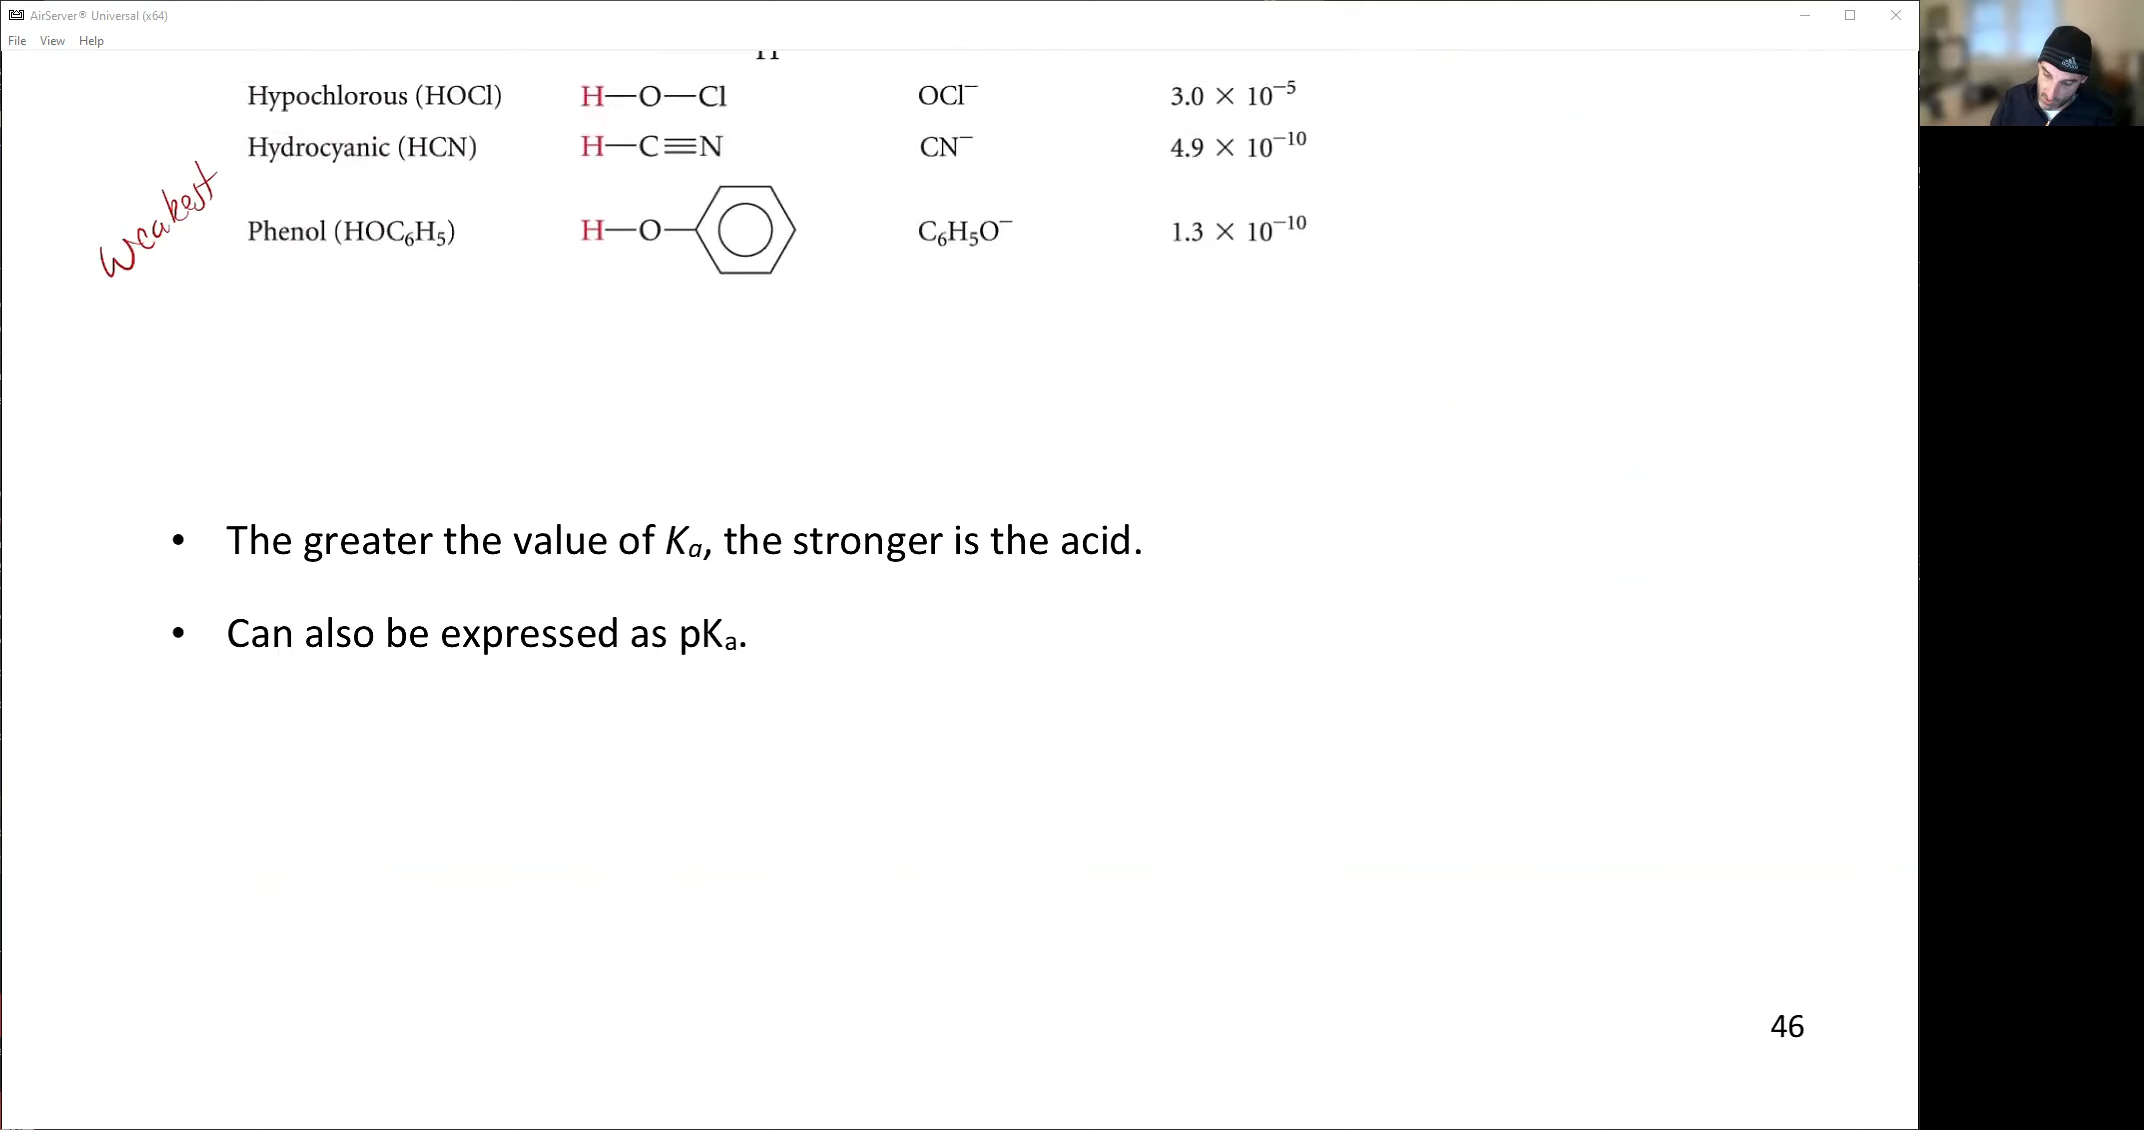 AirServer® Universal (x64)
File View Help
H
Hypochlorous (HOCl) H—O—Cl OCl⁻ 3.0 × 10⁻⁵
Hydrocyanic (HCN) H—C≡N CN⁻ 4.9 × 10⁻¹⁰
weakest
Phenol (HOC₆H₅) H—O— C₆H₅O⁻ 1.3 × 10⁻¹⁰
• The greater the value of Kₐ, the stronger is the acid.
• Can also be expressed as pKₐ.
46